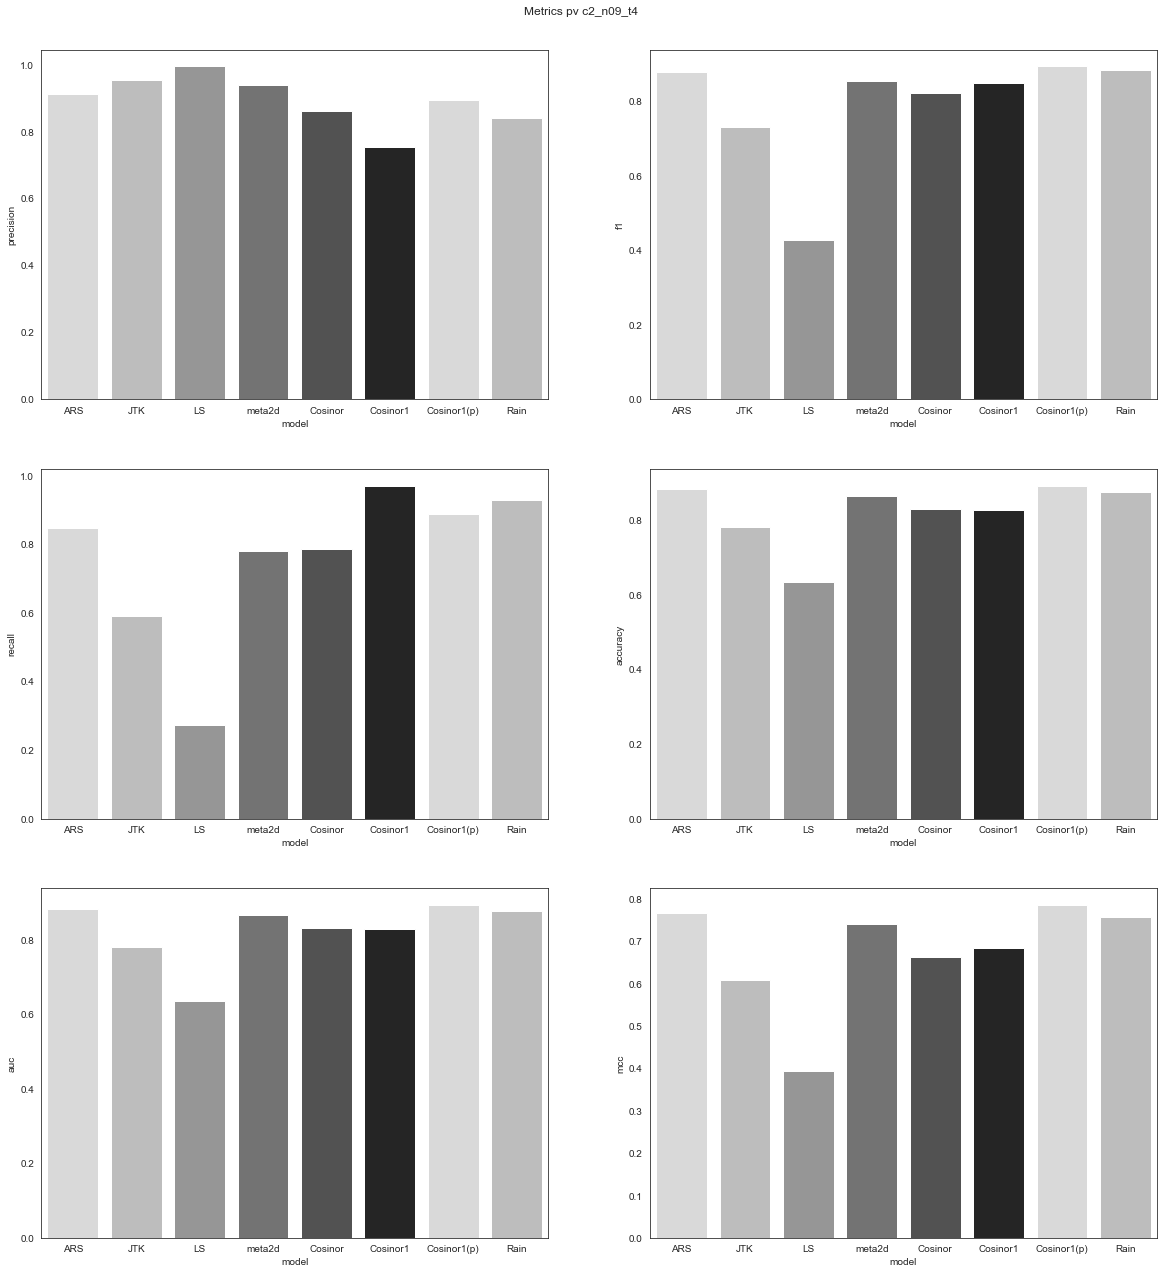 Metrics pv c2_n09_t4
1.0
0.8
0.6
0.4
0.2
0.0
precision
ARS JTK LS meta2d Cosinor Cosinor1 Cosinor1(p) Rain
model
0.8
0.6
0.4
0.2
0.0
f1
ARS JTK LS meta2d Cosinor Cosinor1 Cosinor1(p) Rain
model
1.0
0.8
0.6
0.4
0.2
0.0
recall
ARS JTK LS meta2d Cosinor Cosinor1 Cosinor1(p) Rain
model
0.8
0.6
0.4
0.2
0.0
accuracy
ARS JTK LS meta2d Cosinor Cosinor1 Cosinor1(p) Rain
model
0.8
0.6
0.4
0.2
0.0
auc
ARS JTK LS meta2d Cosinor Cosinor1 Cosinor1(p) Rain
model
0.8
0.7
0.6
0.5
0.4
0.3
0.2
0.1
0.0
mcc
ARS JTK LS meta2d Cosinor Cosinor1 Cosinor1(p) Rain
model